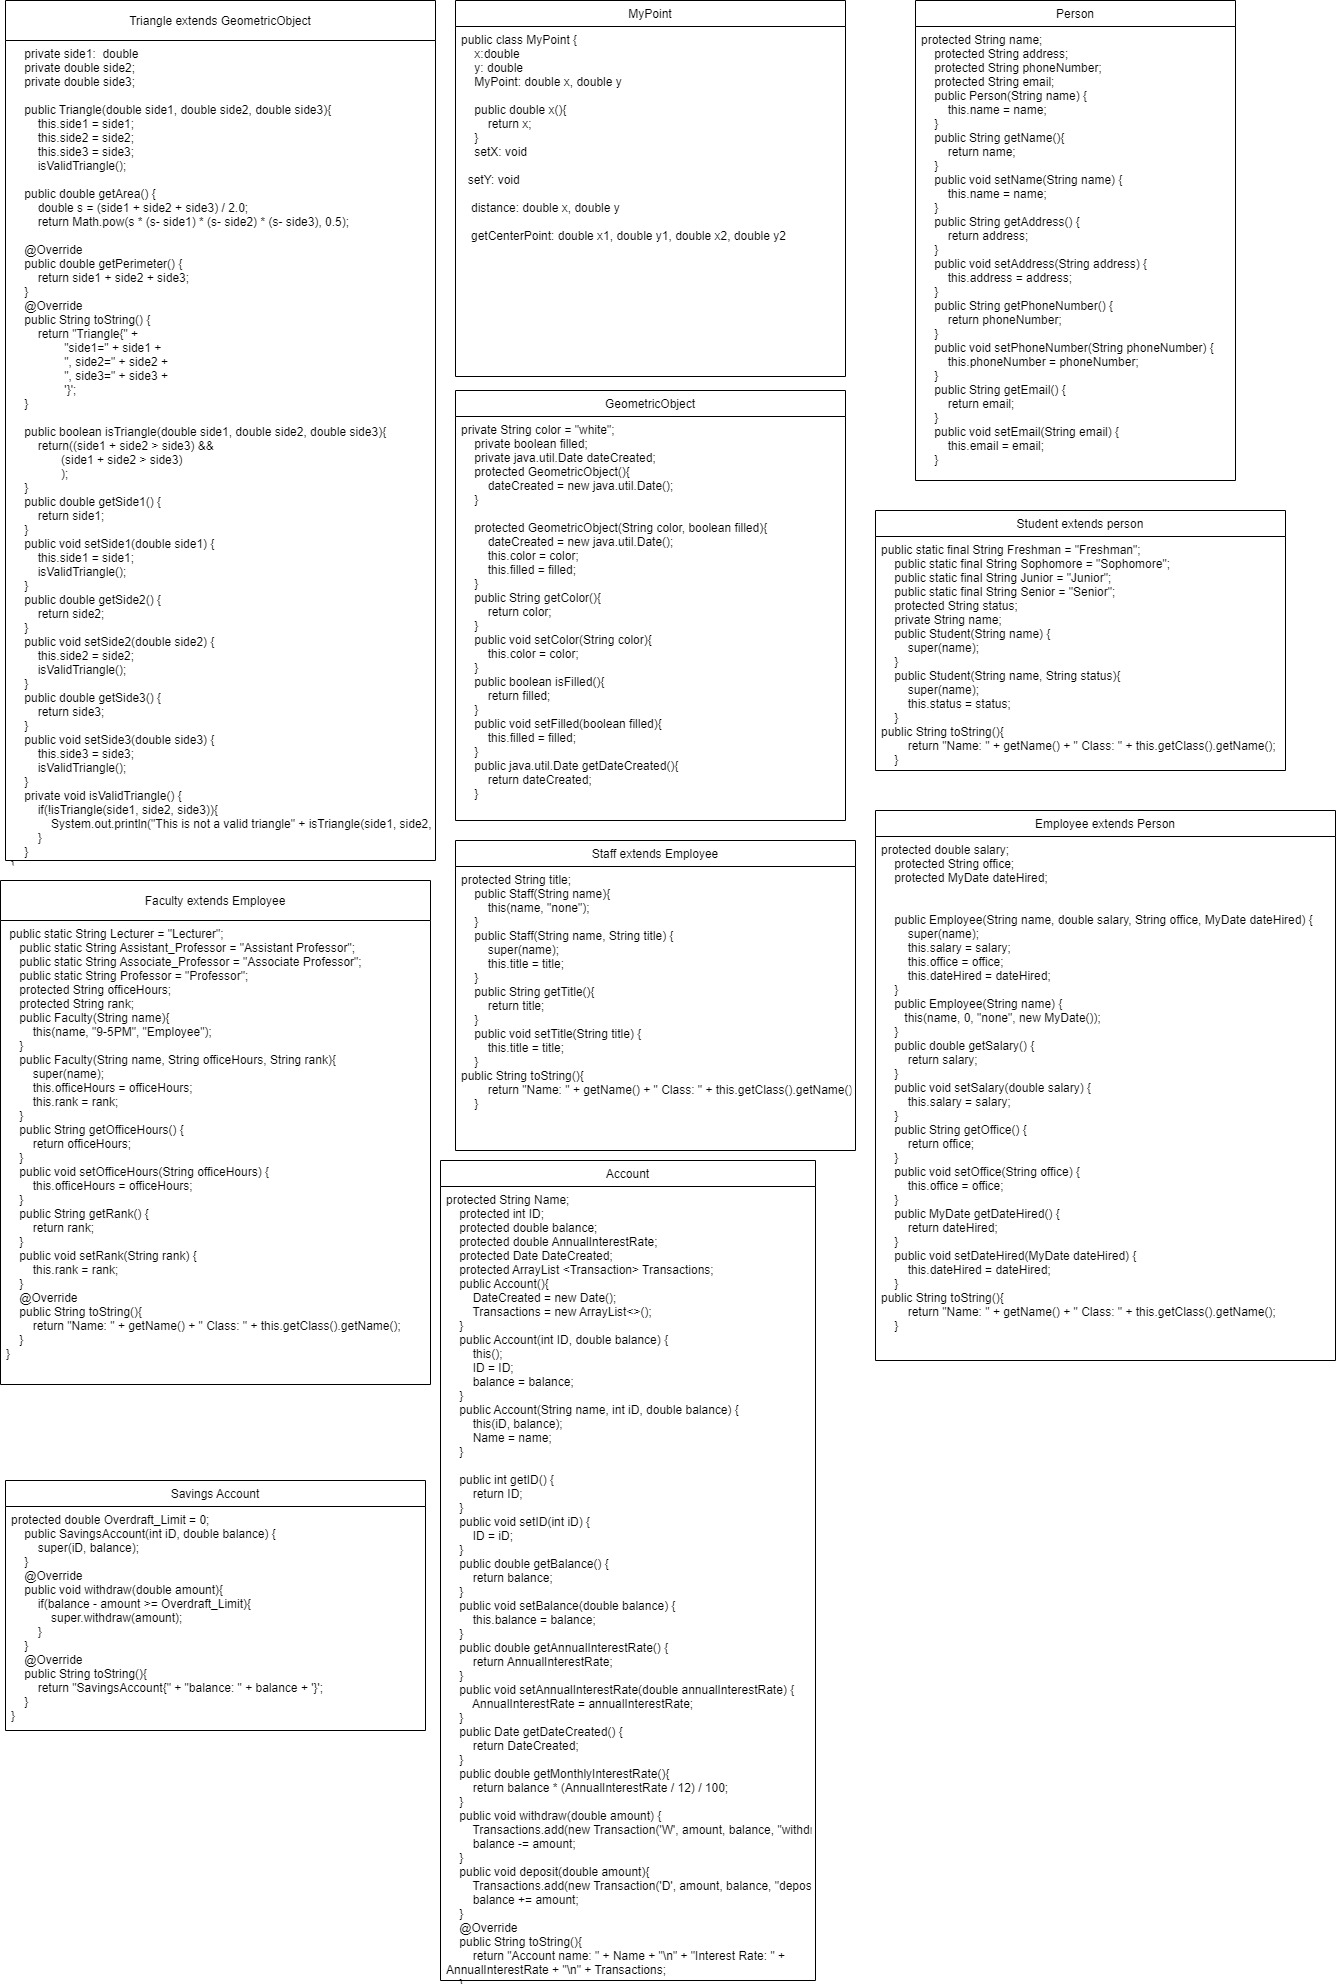 Triangle extends GeometricObject
private side1:  double
private double side2;
private double side3;
public Triangle(double side1, double side2, double side3){
this.side1 = side1;
this.side2 = side2;
this.side3 = side3;
isValidTriangle();
public double getArea() {
double s = (side1 + side2 + side3) / 2.0;
return Math.pow(s * (s- side1) * (s- side2) * (s- side3), 0.5);
@Override
public double getPerimeter() {
return side1 + side2 + side3;
}
@Override
public String toString() {
return "Triangle{" +
"side1=" + side1 +
", side2=" + side2 +
", side3=" + side3 +
'}';
}
public boolean isTriangle(double side1, double side2, double side3){
return((side1 + side2 > side3) &&
(side1 + side2 > side3)
);
}
public double getSide1() {
return side1;
}
public void setSide1(double side1) {
this.side1 = side1;
isValidTriangle();
}
public double getSide2() {
return side2;
}
public void setSide2(double side2) {
this.side2 = side2;
isValidTriangle();
}
public double getSide3() {
return side3;
}
public void setSide3(double side3) {
this.side3 = side3;
isValidTriangle();
}
private void isValidTriangle() {
if(!isTriangle(side1, side2, side3)){
System.out.println("This is not a valid triangle" + isTriangle(side1, side2,
}
}
MyPoint
public class MyPoint {
x:double
y: double
MyPoint: double x, double y
public double x(){
return x;
}
setX: void
setY: void
distance: double x, double y
getCenterPoint: double x1, double y1, double x2, double y2
Person
protected String name;
protected String address;
protected String phoneNumber;
protected String email;
public Person(String name) {
this.name = name;
}
public String getName(){
return name;
}
public void setName(String name) {
this.name = name;
}
public String getAddress() {
return address;
}
public void setAddress(String address) {
this.address = address;
}
public String getPhoneNumber() {
return phoneNumber;
}
public void setPhoneNumber(String phoneNumber) {
this.phoneNumber = phoneNumber;
}
public String getEmail() {
return email;
}
public void setEmail(String email) {
this.email = email;
}
GeometricObject
private String color = "white";
private boolean filled;
private java.util.Date dateCreated;
protected GeometricObject(){
dateCreated = new java.util.Date();
}
protected GeometricObject(String color, boolean filled){
dateCreated = new java.util.Date();
this.color = color;
this.filled = filled;
}
public String getColor(){
return color;
}
public void setColor(String color){
this.color = color;
}
public boolean isFilled(){
return filled;
}
public void setFilled(boolean filled){
this.filled = filled;
}
public java.util.Date getDateCreated(){
return dateCreated;
}
Student extends person
public static final String Freshman = "Freshman";
public static final String Sophomore = "Sophomore";
public static final String Junior = "Junior";
public static final String Senior = "Senior";
protected String status;
private String name;
public Student(String name) {
super(name);
}
public Student(String name, String status){
super(name);
this.status = status;
}
public String toString(){
return "Name: " + getName() + " Class: " + this.getClass().getName();
}
Employee extends Person
protected double salary;
protected String office;
protected MyDate dateHired;
public Employee(String name, double salary, String office, MyDate dateHired) {
super(name);
this.salary = salary;
this.office = office;
this.dateHired = dateHired;
}
public Employee(String name) {
this(name, 0, "none", new MyDate());
}
public double getSalary() {
return salary;
}
public void setSalary(double salary) {
this.salary = salary;
}
public String getOffice() {
return office;
}
public void setOffice(String office) {
this.office = office;
}
public MyDate getDateHired() {
return dateHired;
}
public void setDateHired(MyDate dateHired) {
this.dateHired = dateHired;
}
public String toString(){
return "Name: " + getName() + " Class: " + this.getClass().getName();
}
Staff extends Employee
protected String title;
public Staff(String name){
this(name, "none");
}
public Staff(String name, String title) {
super(name);
this.title = title;
}
public String getTitle(){
return title;
}
public void setTitle(String title) {
this.title = title;
}
public String toString(){
return "Name: " + getName() + " Class: " + this.getClass().getName()
}
Faculty extends Employee
public static String Lecturer = "Lecturer";
public static String Assistant_Professor = "Assistant Professor";
public static String Associate_Professor = "Associate Professor";
public static String Professor = "Professor";
protected String officeHours;
protected String rank;
public Faculty(String name){
this(name, "9-5PM", "Employee");
}
public Faculty(String name, String officeHours, String rank){
super(name);
this.officeHours = officeHours;
this.rank = rank;
}
public String getOfficeHours() {
return officeHours;
}
public void setOfficeHours(String officeHours) {
this.officeHours = officeHours;
}
public String getRank() {
return rank;
}
public void setRank(String rank) {
this.rank = rank;
}
@Override
public String toString(){
return "Name: " + getName() + " Class: " + this.getClass().getName();
}
}
Account
protected String Name;
protected int ID;
protected double balance;
protected double AnnualInterestRate;
protected Date DateCreated;
protected ArrayList <Transaction> Transactions;
public Account(){
DateCreated = new Date();
Transactions = new ArrayList<>();
}
public Account(int ID, double balance) {
this();
ID = ID;
balance = balance;
}
public Account(String name, int iD, double balance) {
this(iD, balance);
Name = name;
}
public int getID() {
return ID;
}
public void setID(int iD) {
ID = iD;
}
public double getBalance() {
return balance;
}
public void setBalance(double balance) {
this.balance = balance;
}
public double getAnnualInterestRate() {
return AnnualInterestRate;
}
public void setAnnualInterestRate(double annualInterestRate) {
AnnualInterestRate = annualInterestRate;
}
public Date getDateCreated() {
return DateCreated;
}
public double getMonthlyInterestRate(){
return balance * (AnnualInterestRate / 12) / 100;
}
public void withdraw(double amount) {
Transactions.add(new Transaction('W', amount, balance, "withdr
balance -= amount;
}
public void deposit(double amount){
Transactions.add(new Transaction('D', amount, balance, "depos
balance += amount;
}
@Override
public String toString(){
return "Account name: " + Name + "\n" + "Interest Rate: " +
AnnualInterestRate + "\n" + Transactions;
Savings Account
protected double Overdraft_Limit = 0;
public SavingsAccount(int iD, double balance) {
super(iD, balance);
}
@Override
public void withdraw(double amount){
if(balance - amount >= Overdraft_Limit){
super.withdraw(amount);
}
}
@Override
public String toString(){
return "SavingsAccount{" + "balance: " + balance + '}';
}
}